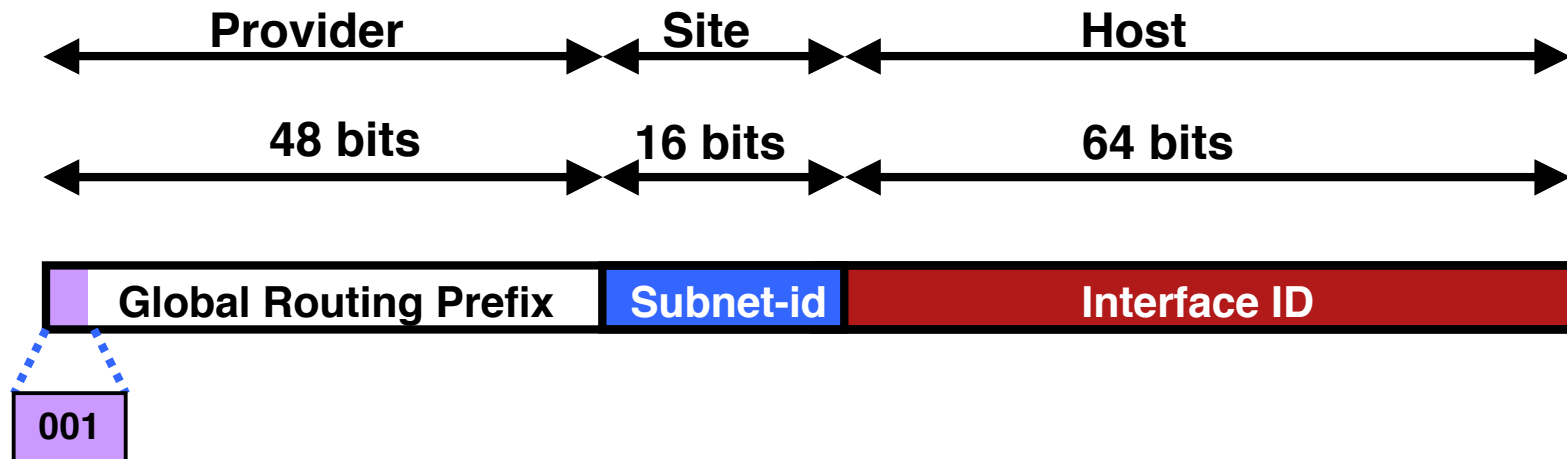 Provider Site Host
48 bits 16 bits 64 bits
Global Routing Prefix Subnet-id Interface ID
001